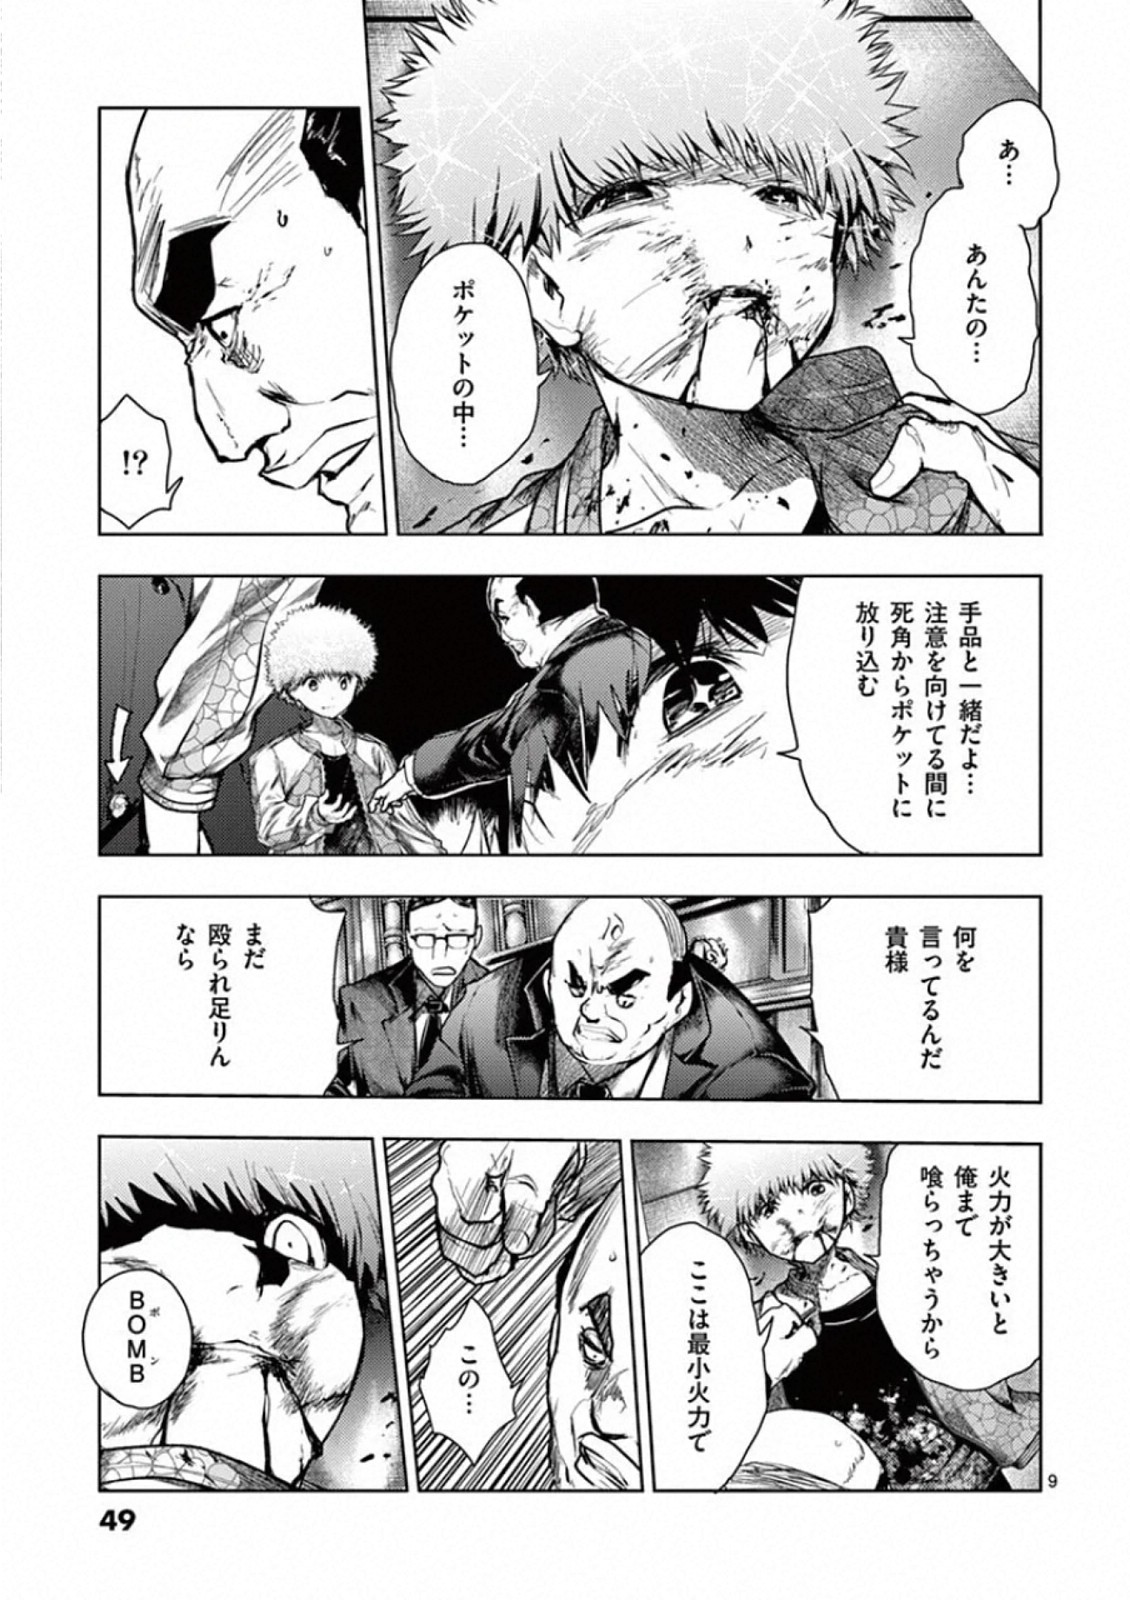 あ…
あんたの…
ポケットの中…
!?
手品と一緒だよ…
注意を向けてる間に
死角からポケットに
放り込む
何を
言ってるんだ
貴様
まだ
殴られ足りん
なら
火力が大きいと
俺まで
喰らっちゃうから
ここは最小火力で
この…
BOMB
ボン
9
49